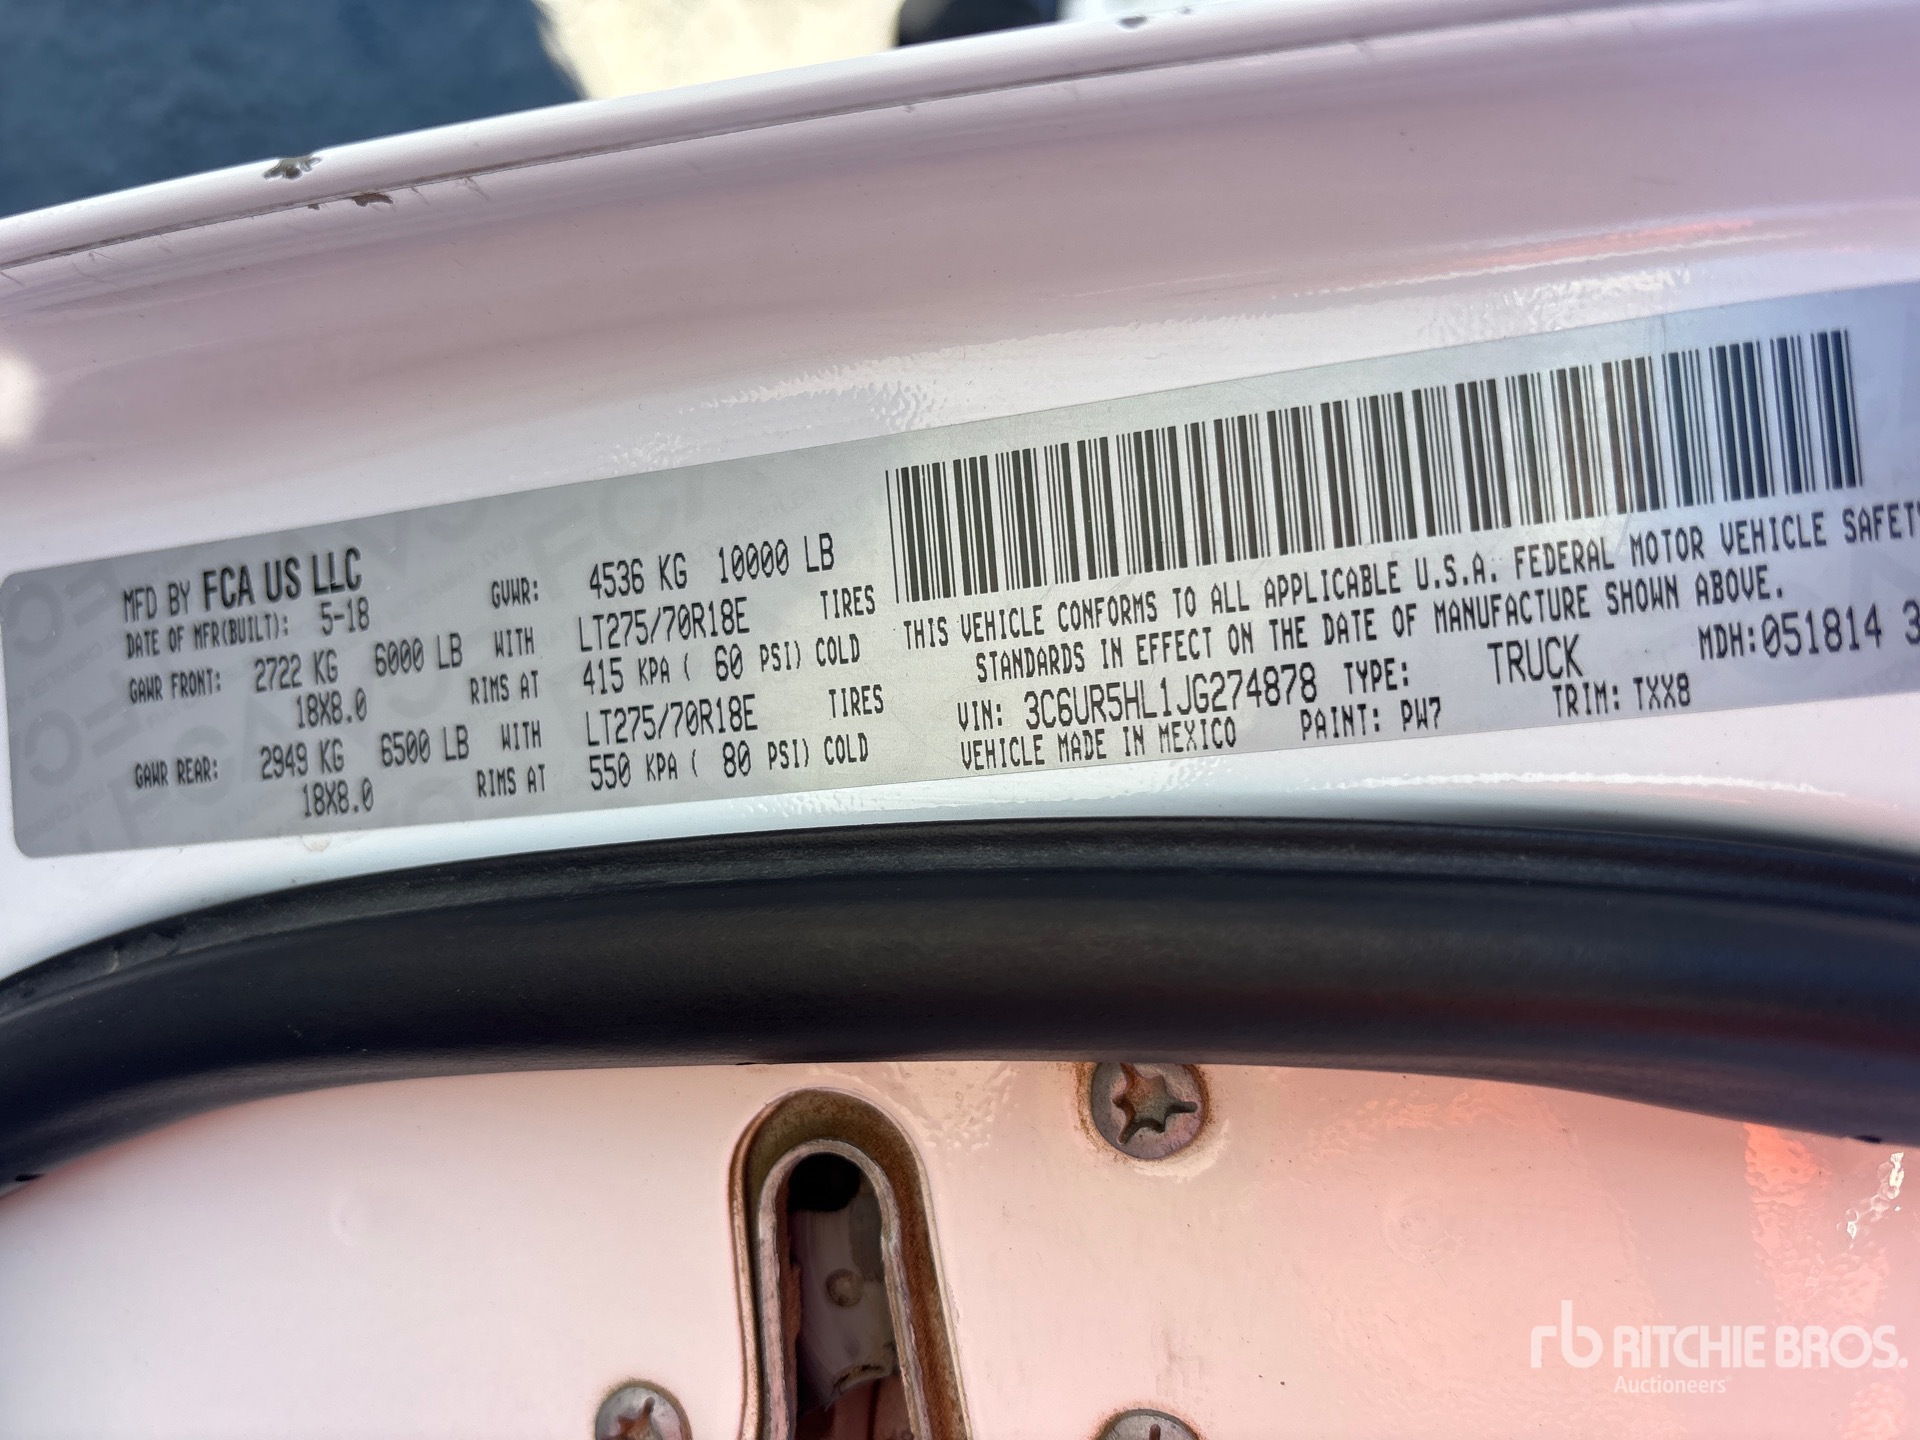 MFD BY FCA US LLC
DATE OF MFR(BUILT): 5-18
GVWR: 4536 KG 10000 LB
GAWR FRONT: 2722 KG 6000 LB WITH LT275/70R18E TIRES
18X8.0 RIMS AT 415 KPA ( 60 PSI) COLD
GAWR REAR: 2949 KG 6500 LB WITH LT275/70R18E TIRES
18X8.0 RIMS AT 550 KPA ( 80 PSI) COLD
THIS VEHICLE CONFORMS TO ALL APPLICABLE U.S.A. FEDERAL MOTOR VEHICLE SAFETY
STANDARDS IN EFFECT ON THE DATE OF MANUFACTURE SHOWN ABOVE.
VIN: 3C6UR5HL1JG274878 TYPE: TRUCK MDH:051814 3
VEHICLE MADE IN MEXICO PAINT: PW7 TRIM: TXX8
rb RITCHIE BROS.
Auctioneers